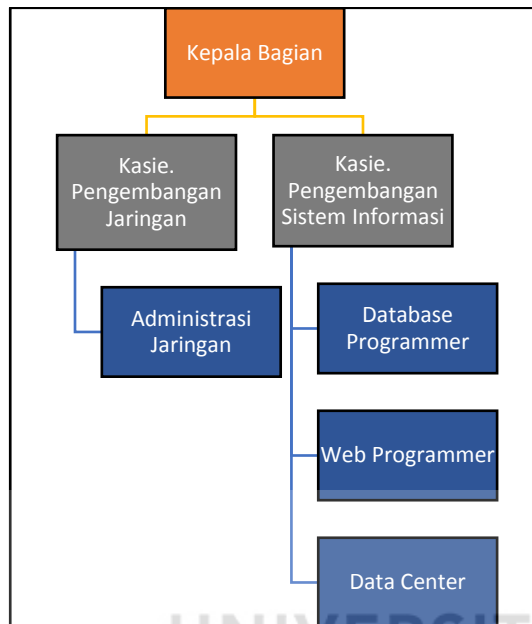 Kepala Bagian
Kasie.
Pengembangan
Jaringan
Kasie.
Pengembangan
Sistem Informasi
Administrasi
Jaringan
Database
Programmer
Web Programmer
Data Center